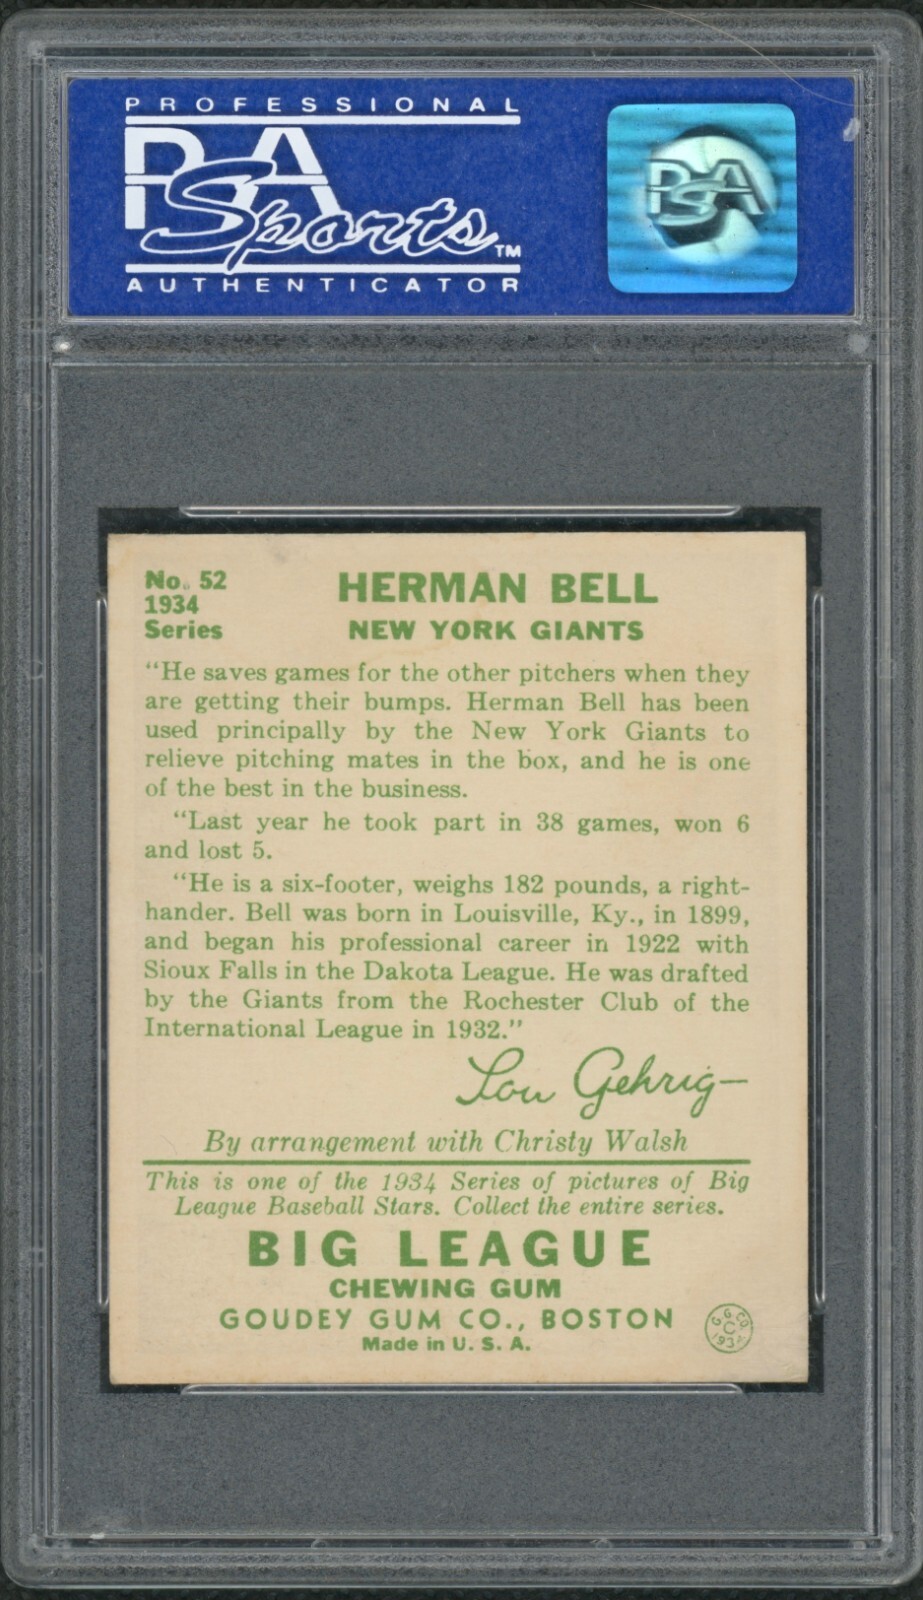 PROFESSIONAL
PSA
Sports™
AUTHENTICATOR
PSA
No. 52
1934
Series
HERMAN BELL
NEW YORK GIANTS
"He saves games for the other pitchers when they
are getting their bumps. Herman Bell has been
used principally by the New York Giants to
relieve pitching mates in the box, and he is one
of the best in the business.
"Last year he took part in 38 games, won 6
and lost 5.
"He is a six-footer, weighs 182 pounds, a right-
hander. Bell was born in Louisville, Ky., in 1899,
and began his professional career in 1922 with
Sioux Falls in the Dakota League. He was drafted
by the Giants from the Rochester Club of the
International League in 1932."
Lou Gehrig
By arrangement with Christy Walsh
This is one of the 1934 Series of pictures of Big
League Baseball Stars. Collect the entire series.
BIG LEAGUE
CHEWING GUM
GOUDEY GUM CO., BOSTON
Made in U. S. A.
G.G.CO.
C
1934